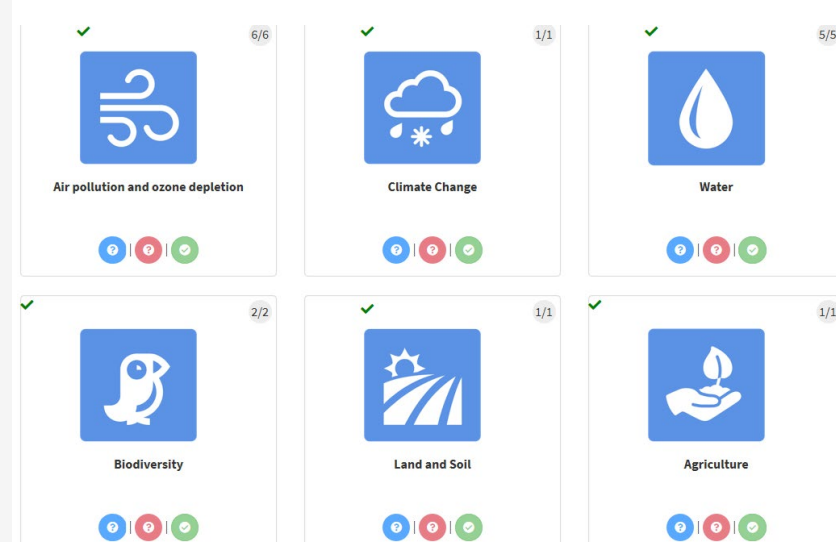 6/6
1/1
5/5
Air pollution and ozone depletion
Climate Change
Water
2/2
1/1
1/1
Biodiversity
Land and Soil
Agriculture